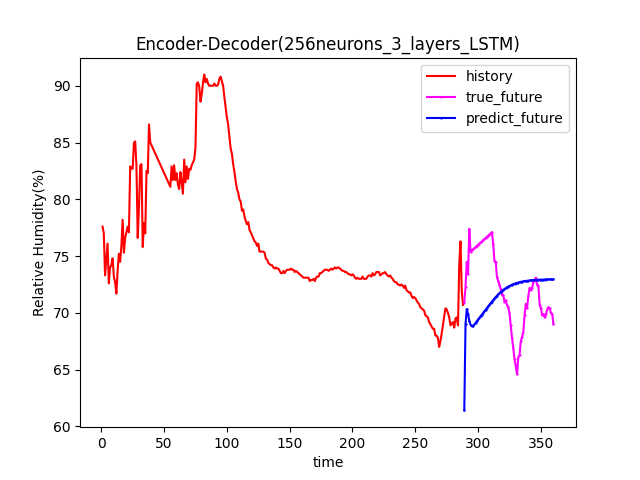 Encoder-Decoder(256neurons_3_layers_LSTM)
history
true_future
predict_future
Relative Humidity(%)
90
85
80
75
70
65
60
0 50 100 150 200 250 300 350
time